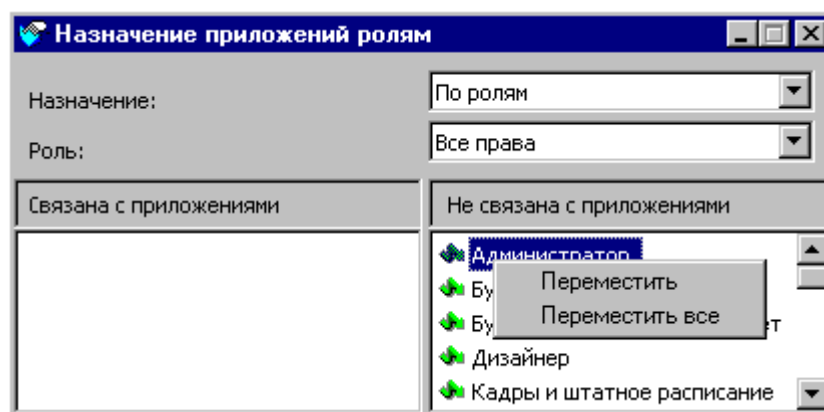 Назначение приложений ролям
Назначение:
По ролям
Роль:
Все права
Связана с приложениями
Не связана с приложениями
Администратор
Переместить
Переместить все
Дизайнер
Кадры и штатное расписание